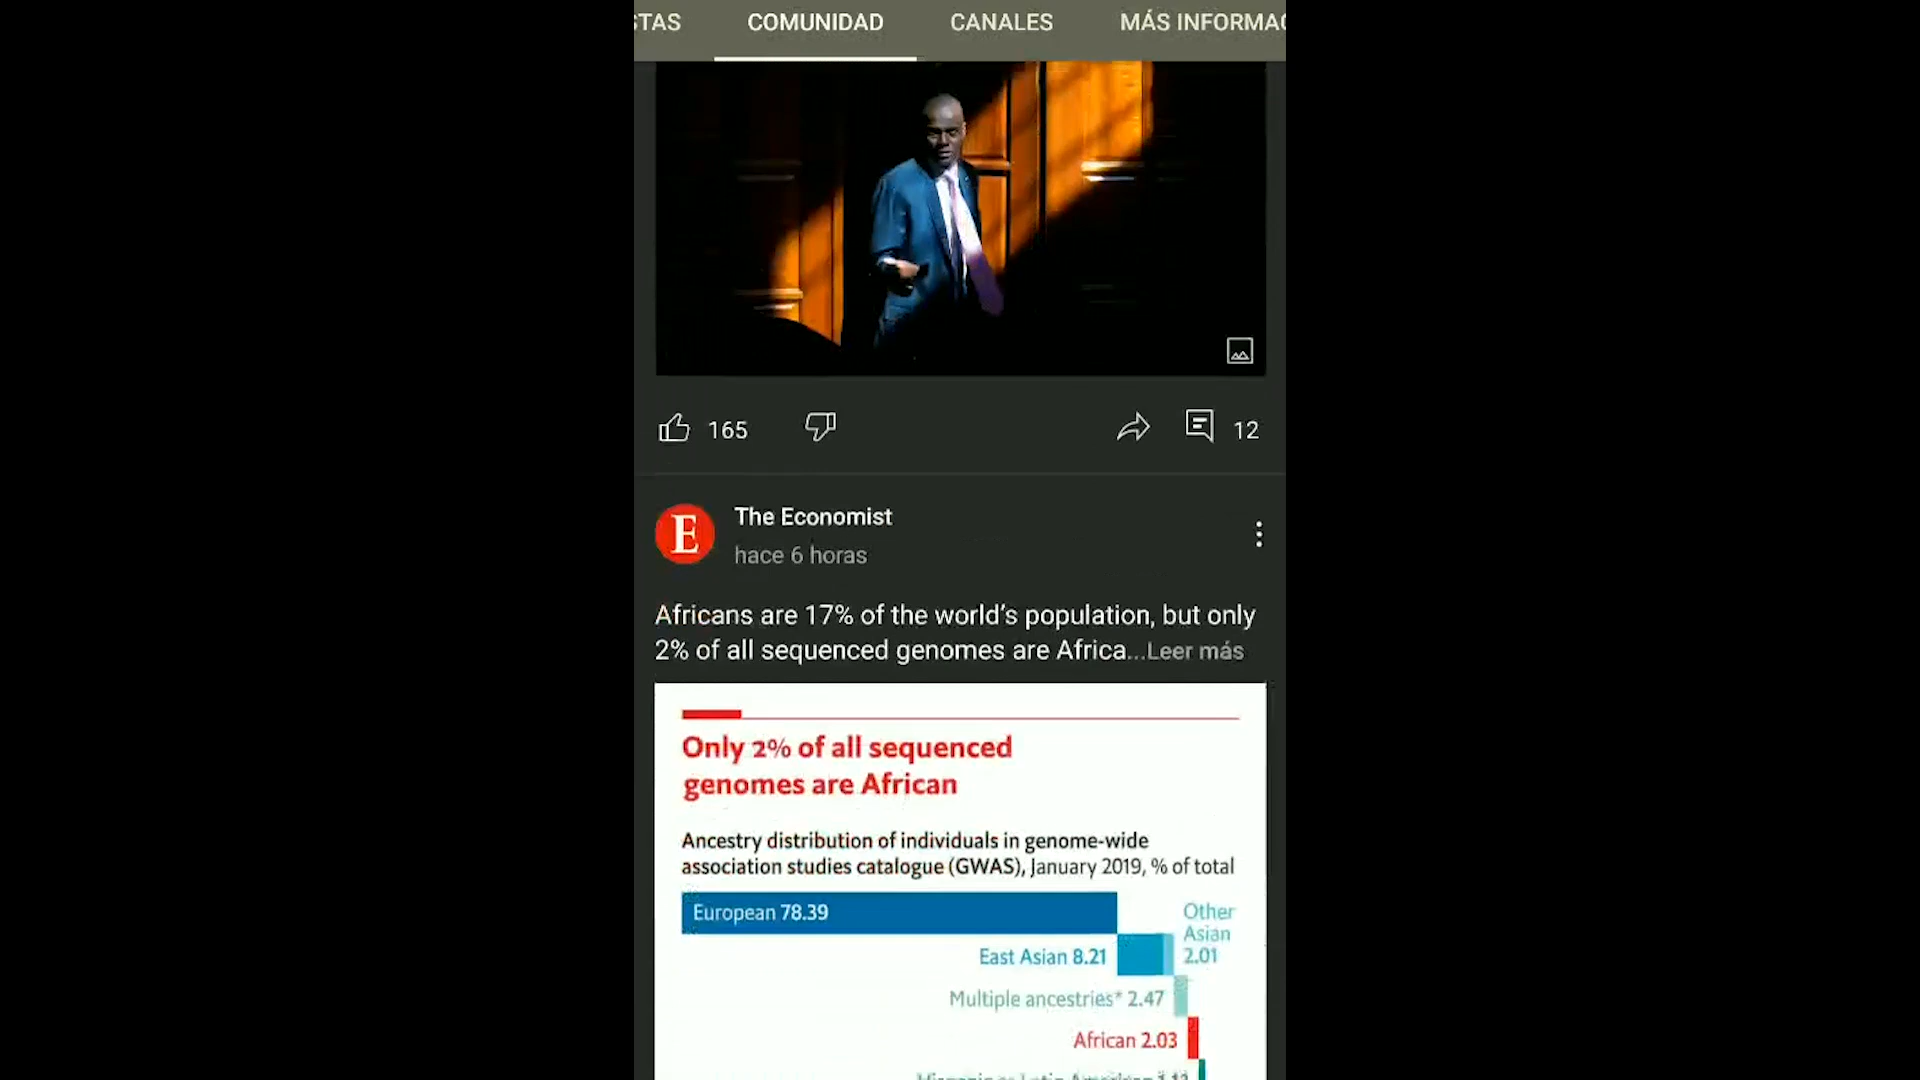 STAS COMUNIDAD CANALES MÁS INFORMAC
165 12
E The Economist
hace 6 horas
Africans are 17% of the world’s population, but only
2% of all sequenced genomes are Africa...Leer más
Only 2% of all sequenced
genomes are African
Ancestry distribution of individuals in genome-wide
association studies catalogue (GWAS), January 2019, % of total
European 78.39
Other
Asian
2.01
East Asian 8.21
Multiple ancestries* 2.47
African 2.03